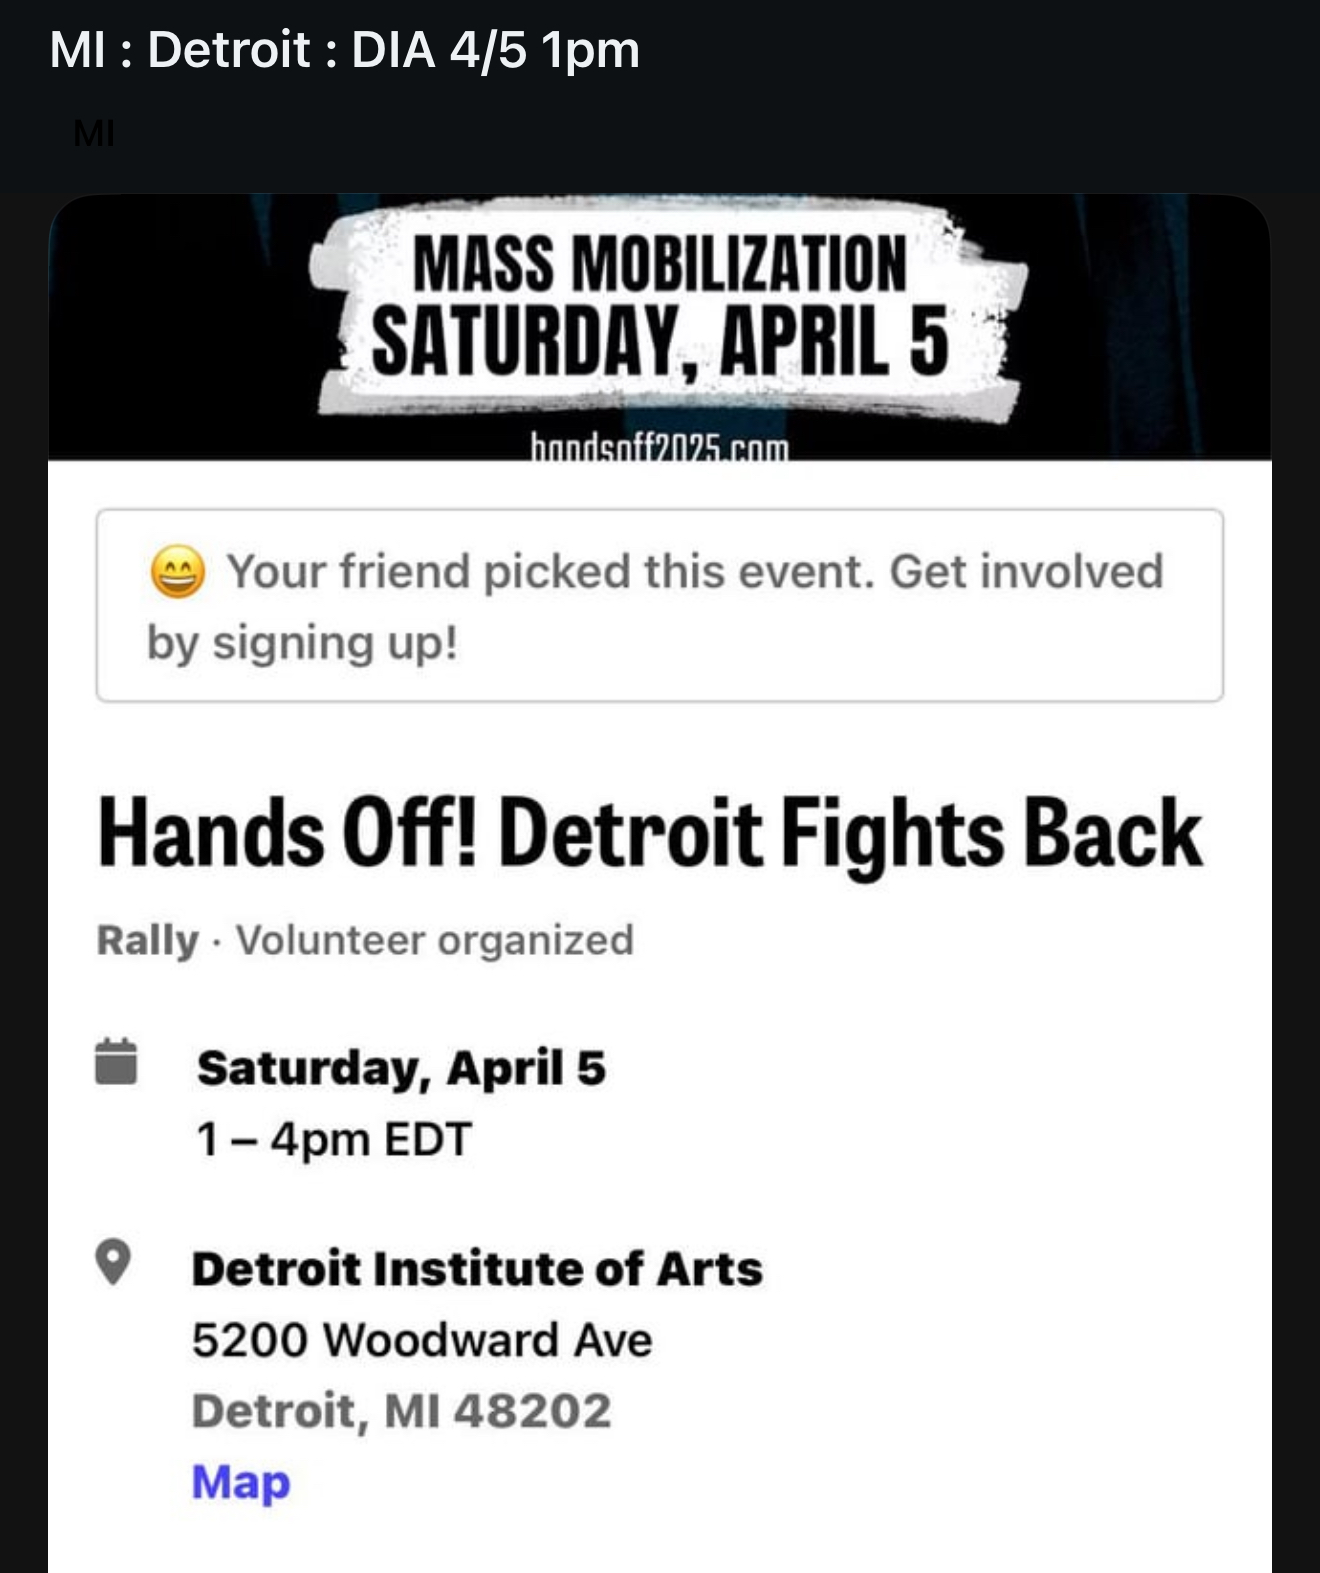 MI : Detroit : DIA 4/5 1pm
MI
MASS MOBILIZATION
SATURDAY, APRIL 5
handsoff2025.com
😄 Your friend picked this event. Get involved
by signing up!
Hands Off! Detroit Fights Back
Rally · Volunteer organized
Saturday, April 5
1 – 4pm EDT
Detroit Institute of Arts
5200 Woodward Ave
Detroit, MI 48202
Map